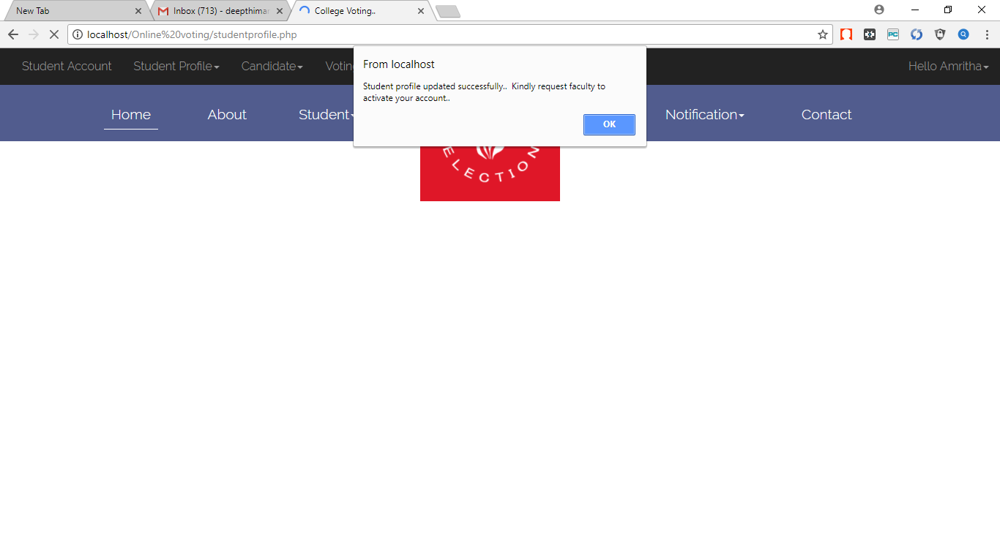 New Tab
Inbox (713) - deepthimar
College Voting..
localhost/Online%20voting/studentprofile.php
PC
Student Account Student Profile Candidate Hello Amritha
From localhost
Student profile updated successfully.. Kindly request faculty to
activate your account..
OK
Home About Student Notification Contact
ELECTION